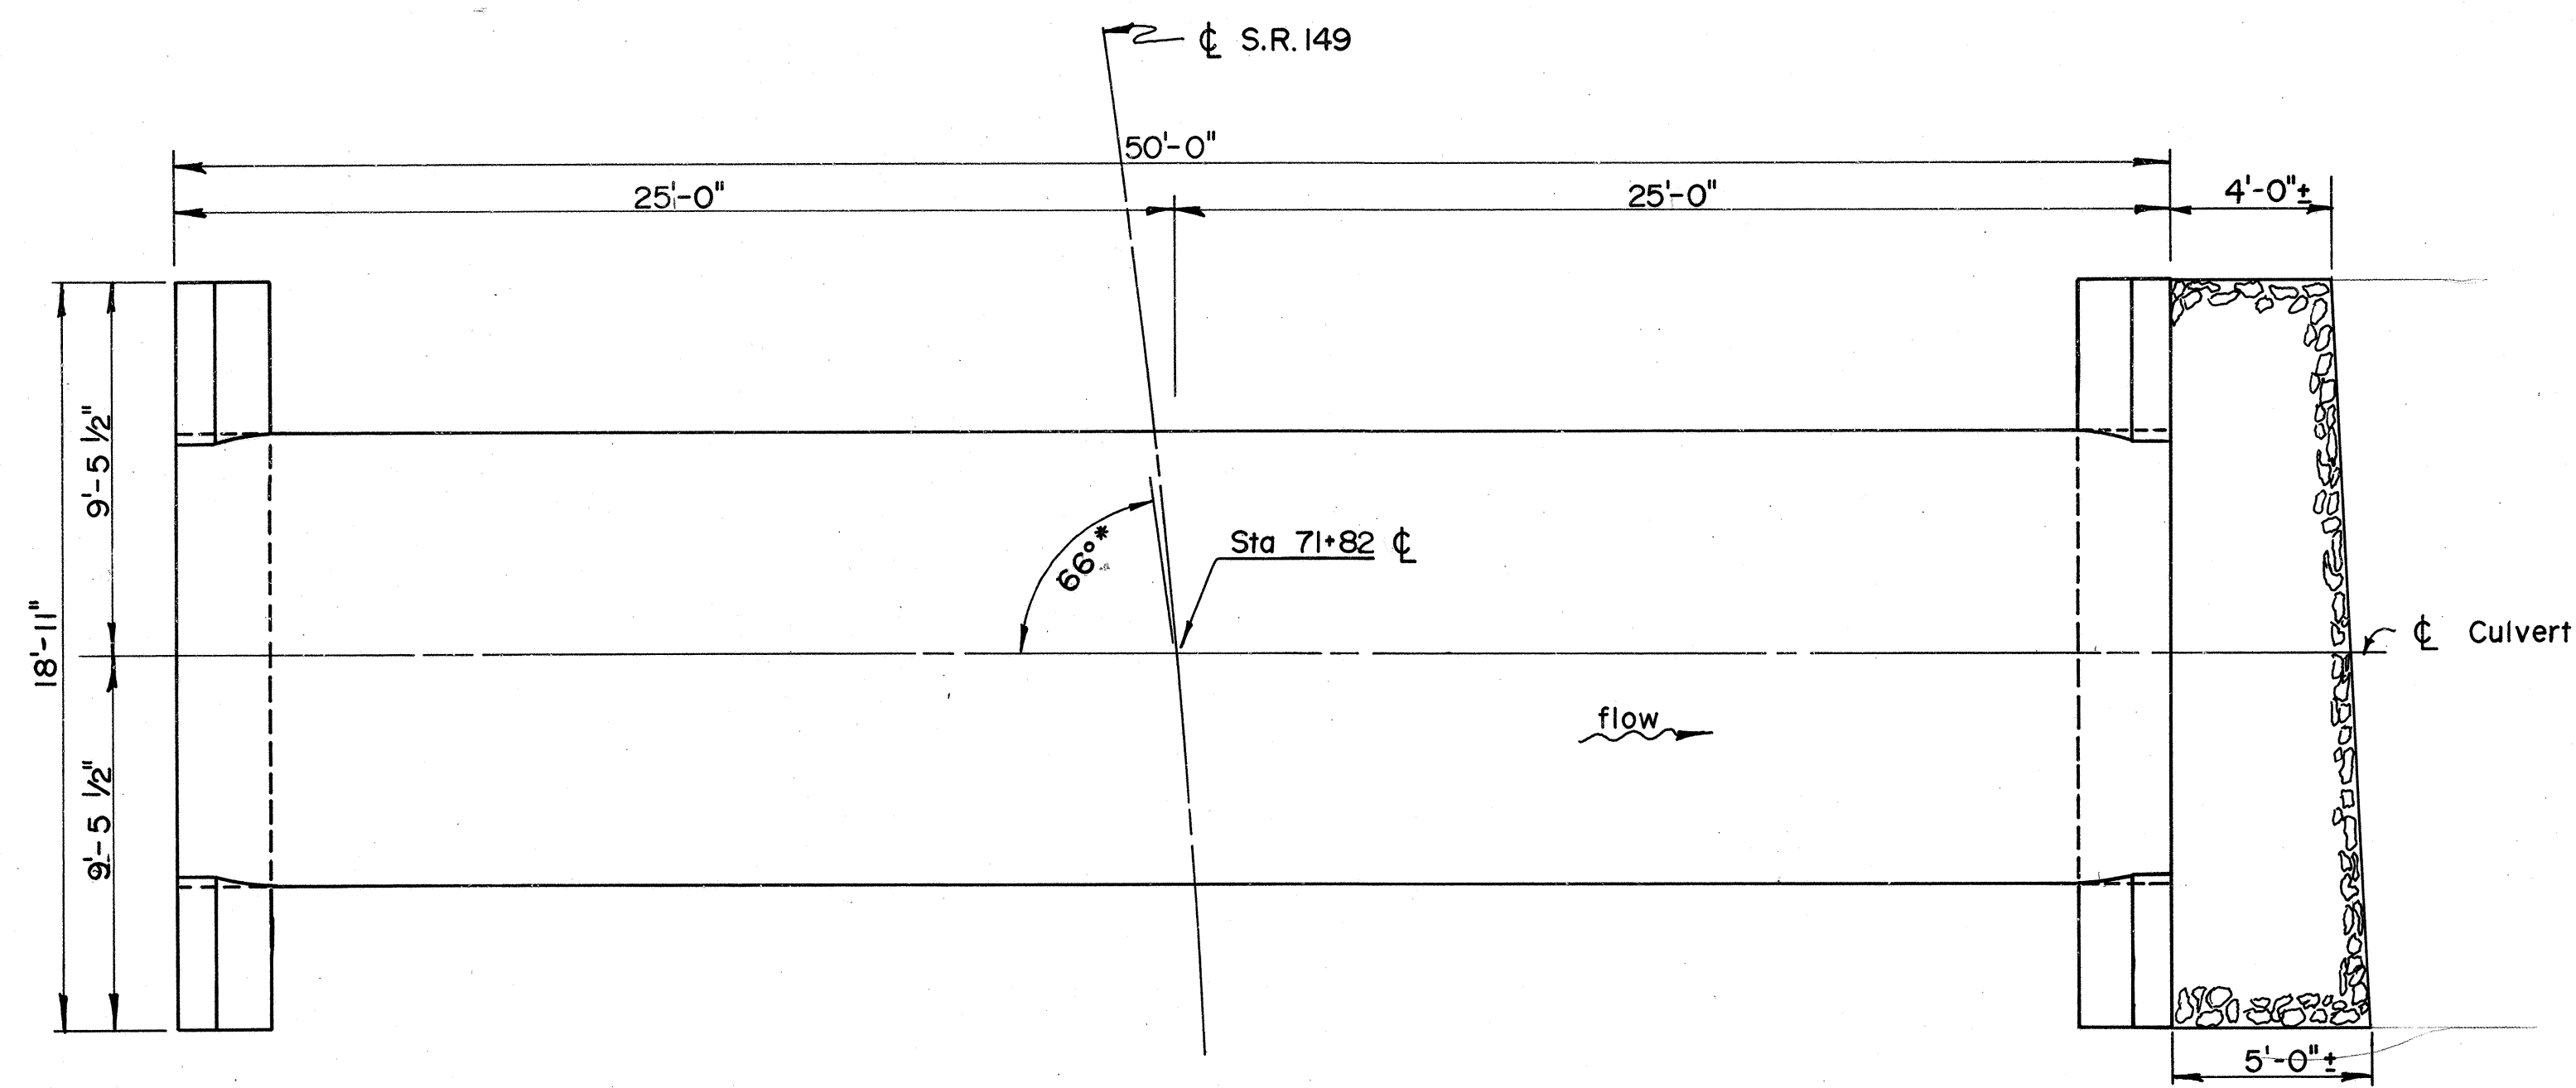 ℄ S.R. 149
50'-0"
25'-0"
25'-0"
4'-0"±
9'-5 1/2"
66°*
Sta 71+82 ℄
18'-11"
℄ Culvert
flow
9'-5 1/2"
5'-0"±